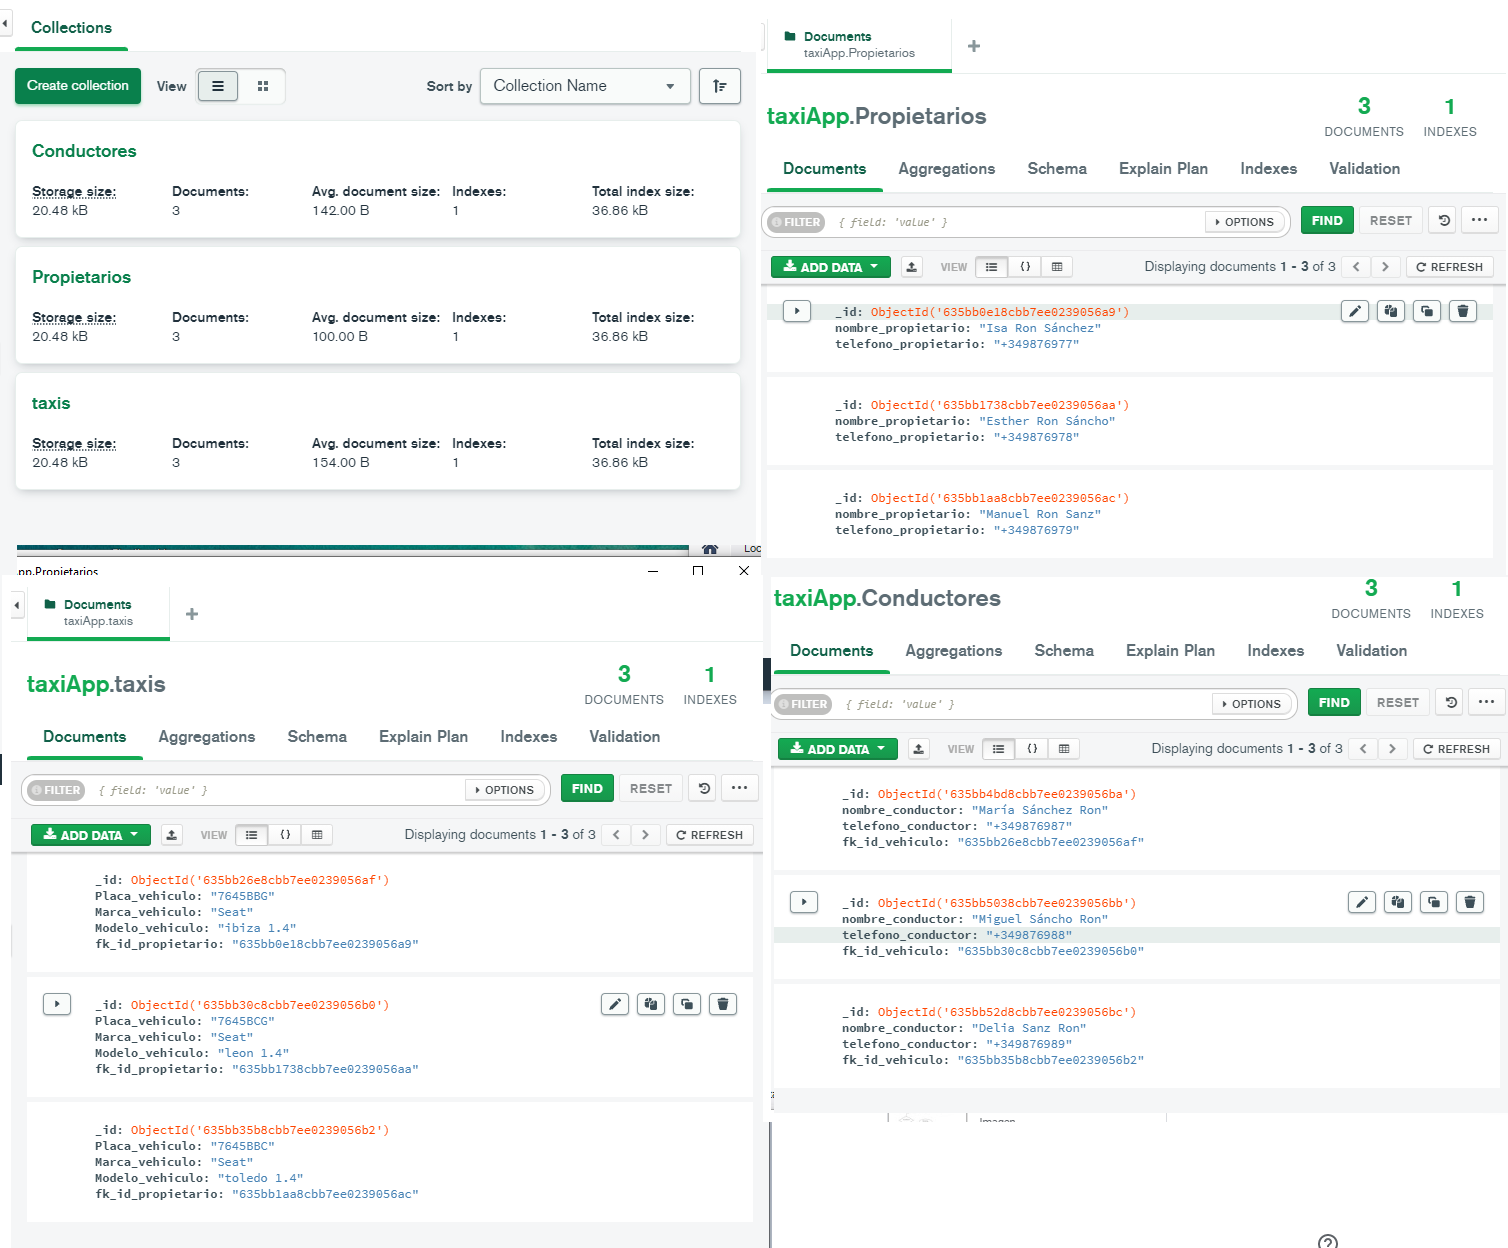 Collections
Create collection
View
Sort by
Collection Name
Conductores
Storage size:
Documents:
Avg. document size:
Indexes:
Total index size:
20.48 kB
3
142.00 B
1
36.86 kB
Propietarios
Storage size:
Documents:
Avg. document size:
Indexes:
Total index size:
20.48 kB
3
100.00 B
1
36.86 kB
taxis
Storage size:
Documents:
Avg. document size:
Indexes:
Total index size:
20.48 kB
3
154.00 B
1
36.86 kB
Documents
taxiApp.Propietarios
taxiApp.Propietarios
3
DOCUMENTS
1
INDEXES
Documents
Aggregations
Schema
Explain Plan
Indexes
Validation
FILTER
{ field: 'value' }
OPTIONS
FIND
RESET
ADD DATA
VIEW
Displaying documents 1 - 3 of 3
REFRESH
_id: ObjectId('635bb0e18cbb7ee0239056a9')
nombre_propietario: "Isa Ron Sánchez"
telefono_propietario: "+349876977"
_id: ObjectId('635bb1738cbb7ee0239056aa')
nombre_propietario: "Esther Ron Sáncho"
telefono_propietario: "+349876978"
_id: ObjectId('635bb1aa8cbb7ee0239056ac')
nombre_propietario: "Manuel Ron Sanz"
telefono_propietario: "+349876979"
Loc
pp.Propietarios
Documents
taxiApp.taxis
taxiApp.taxis
3
DOCUMENTS
1
INDEXES
Documents
Aggregations
Schema
Explain Plan
Indexes
Validation
FILTER
{ field: 'value' }
OPTIONS
FIND
RESET
ADD DATA
VIEW
Displaying documents 1 - 3 of 3
REFRESH
_id: ObjectId('635bb26e8cbb7ee0239056af')
Placa_vehiculo: "7645BBG"
Marca_vehiculo: "Seat"
Modelo_vehiculo: "ibiza 1.4"
fk_id_propietario: "635bb0e18cbb7ee0239056a9"
_id: ObjectId('635bb30c8cbb7ee0239056b0')
Placa_vehiculo: "7645BCG"
Marca_vehiculo: "Seat"
Modelo_vehiculo: "leon 1.4"
fk_id_propietario: "635bb1738cbb7ee0239056aa"
_id: ObjectId('635bb35b8cbb7ee0239056b2')
Placa_vehiculo: "7645BBC"
Marca_vehiculo: "Seat"
Modelo_vehiculo: "toledo 1.4"
fk_id_propietario: "635bb1aa8cbb7ee0239056ac"
taxiApp.Conductores
3
DOCUMENTS
1
INDEXES
Documents
Aggregations
Schema
Explain Plan
Indexes
Validation
FILTER
{ field: 'value' }
OPTIONS
FIND
RESET
ADD DATA
VIEW
Displaying documents 1 - 3 of 3
REFRESH
_id: ObjectId('635bb4bd8cbb7ee0239056ba')
nombre_conductor: "María Sánchez Ron"
telefono_conductor: "+349876987"
fk_id_vehiculo: "635bb26e8cbb7ee0239056af"
_id: ObjectId('635bb5038cbb7ee0239056bb')
nombre_conductor: "Miguel Sáncho Ron"
telefono_conductor: "+349876988"
fk_id_vehiculo: "635bb30c8cbb7ee0239056b0"
_id: ObjectId('635bb52d8cbb7ee0239056bc')
nombre_conductor: "Delia Sanz Ron"
telefono_conductor: "+349876989"
fk_id_vehiculo: "635bb35b8cbb7ee0239056b2"
Imagen